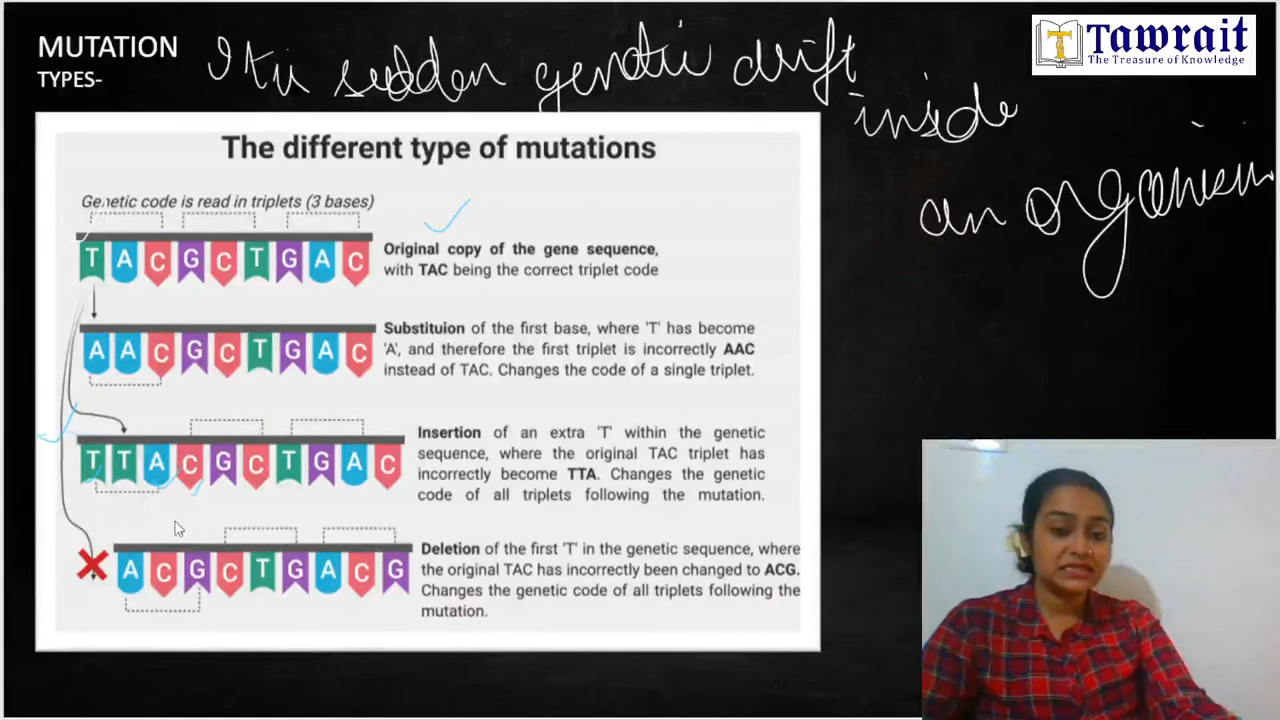 MUTATION
TYPES-
It is sudden genetic drift
inside
an organism
Tawrait
The Treasure of Knowledge
The different type of mutations
Genetic code is read in triplets (3 bases)
T A C G C T G A C
Original copy of the gene sequence,
with TAC being the correct triplet code
A A C G C T G A C
Substituion of the first base, where 'T' has become
'A', and therefore the first triplet is incorrectly AAC
instead of TAC. Changes the code of a single triplet.
T T A C G C T G A C
Insertion of an extra 'T' within the genetic
sequence, where the original TAC triplet has
incorrectly become TTA. Changes the genetic
code of all triplets following the mutation.
A C G C T G A C G
Deletion of the first 'T' in the genetic sequence, where
the original TAC has incorrectly been changed to ACG.
Changes the genetic code of all triplets following the
mutation.